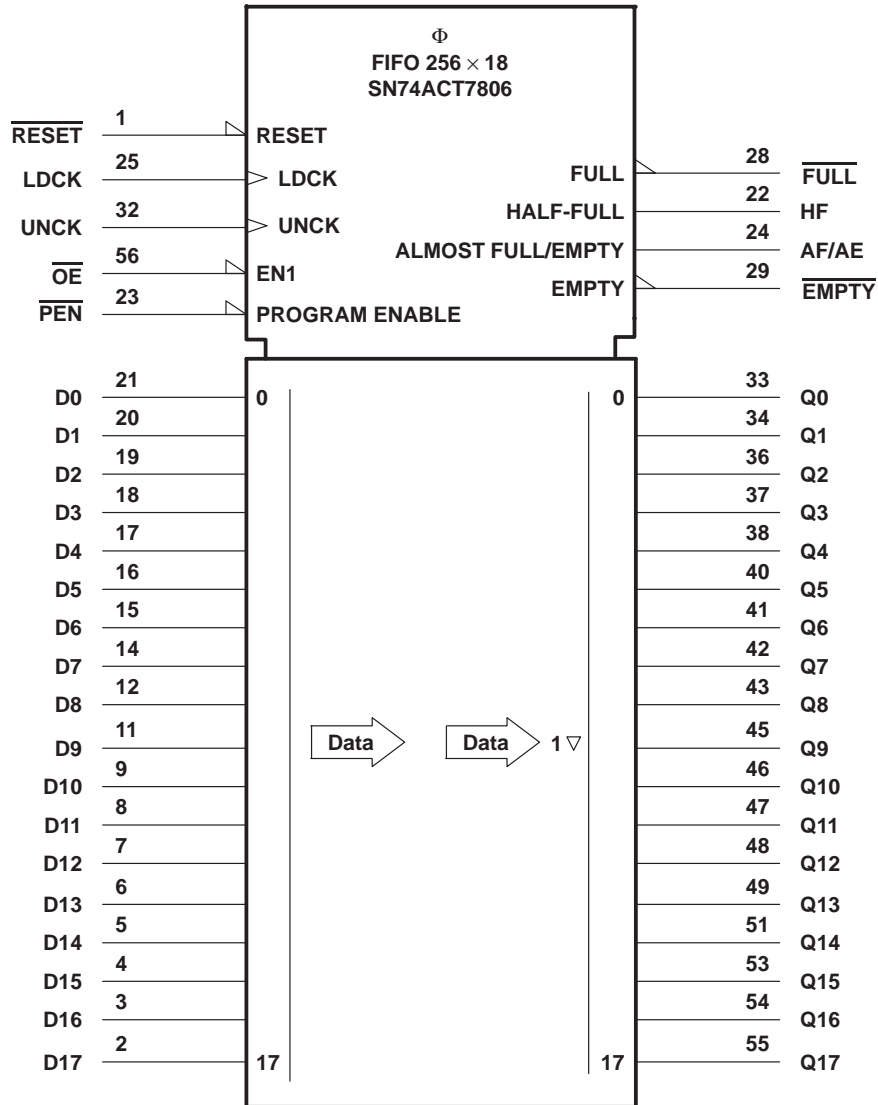 Φ
FIFO 256 × 18
SN74ACT7806
RESET 1 RESET
LDCK 25 LDCK
UNCK 32 UNCK
OE 56 EN1
PEN 23 PROGRAM ENABLE
FULL 28 FULL
HALF-FULL 22 HF
ALMOST FULL/EMPTY 24 AF/AE
EMPTY 29 EMPTY
D0 21 0 0 33 Q0
D1 20 34 Q1
D2 19 36 Q2
D3 18 37 Q3
D4 17 38 Q4
D5 16 40 Q5
D6 15 41 Q6
D7 14 42 Q7
D8 12 43 Q8
D9 11 Data Data 1 ▽ 45 Q9
D10 9 46 Q10
D11 8 47 Q11
D12 7 48 Q12
D13 6 49 Q13
D14 5 51 Q14
D15 4 53 Q15
D16 3 54 Q16
D17 2 17 17 55 Q17